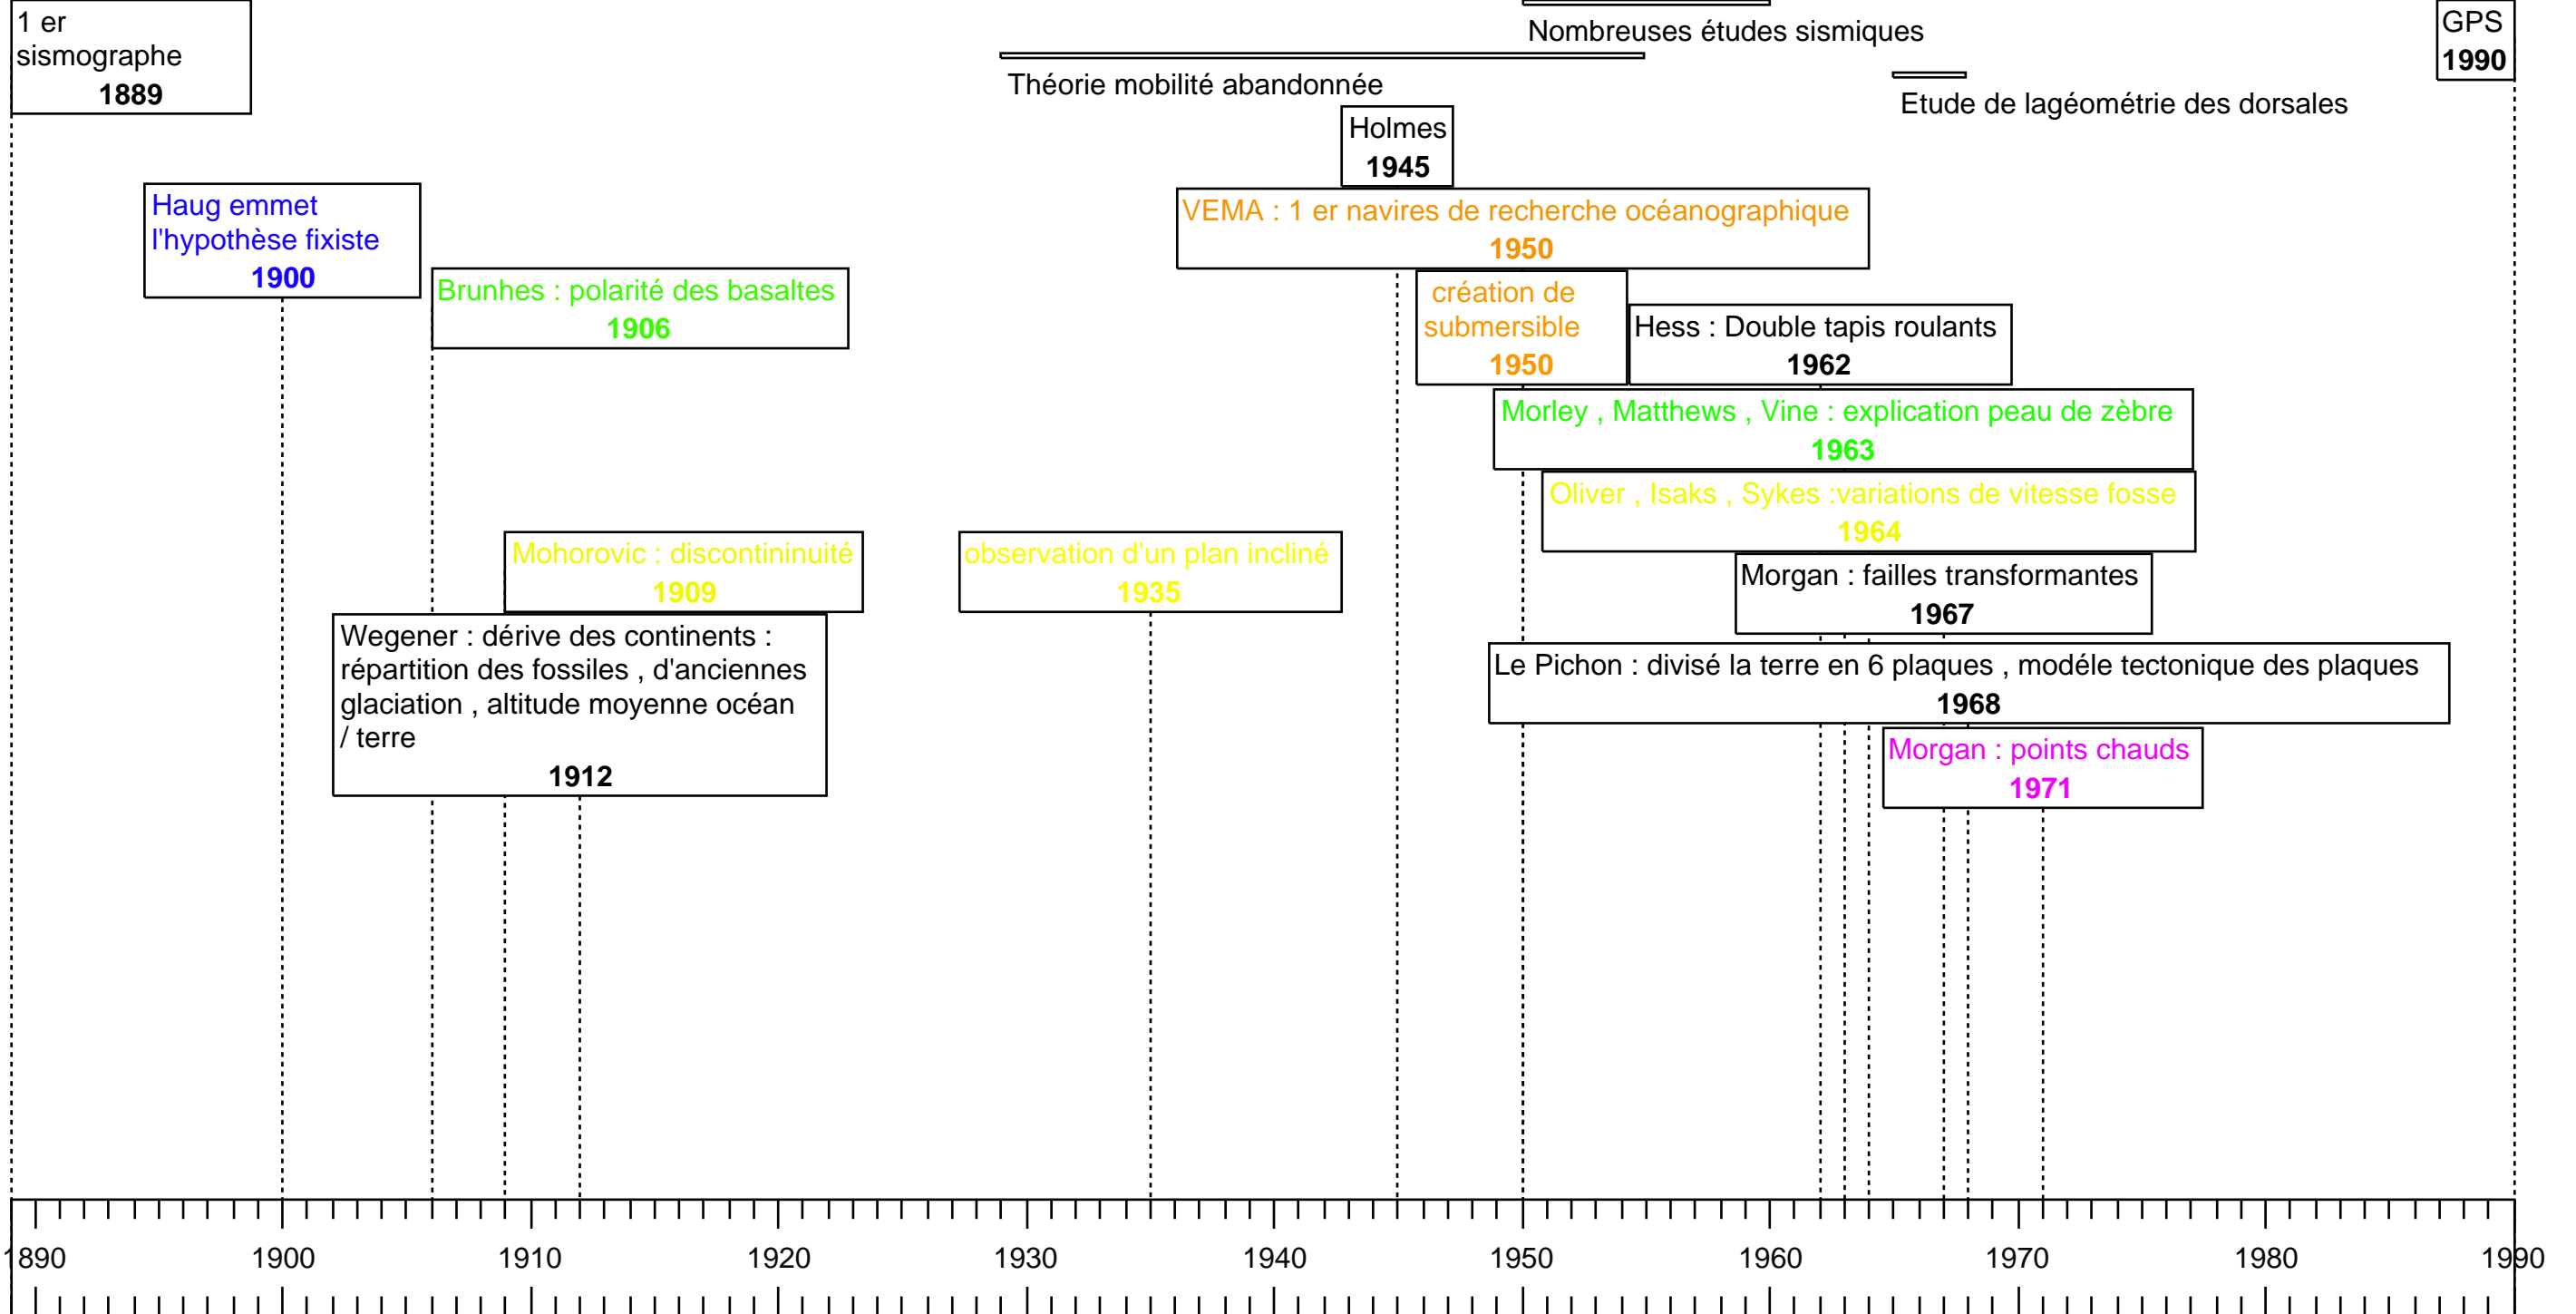 1 er
sismographe
1889
Nombreuses études sismiques
GPS
1990
Théorie mobilité abandonnée
Etude de lagéométrie des dorsales
Holmes
1945
Haug emmet
l'hypothèse fixiste
1900
VEMA : 1 er navires de recherche océanographique
1950
Brunhes : polarité des basaltes
1906
création de
submersible
1950
Hess : Double tapis roulants
1962
Morley , Matthews , Vine : explication peau de zèbre
1963
Oliver , Isaks , Sykes :variations de vitesse fosse
1964
Mohorovic : discontininuité
1909
observation d'un plan incliné
1935
Morgan : failles transformantes
1967
Wegener : dérive des continents :
répartition des fossiles , d'anciennes
glaciation , altitude moyenne océan
/ terre
1912
Le Pichon : divisé la terre en 6 plaques , modéle tectonique des plaques
1968
Morgan : points chauds
1971
1890 1900 1910 1920 1930 1940 1950 1960 1970 1980 1990